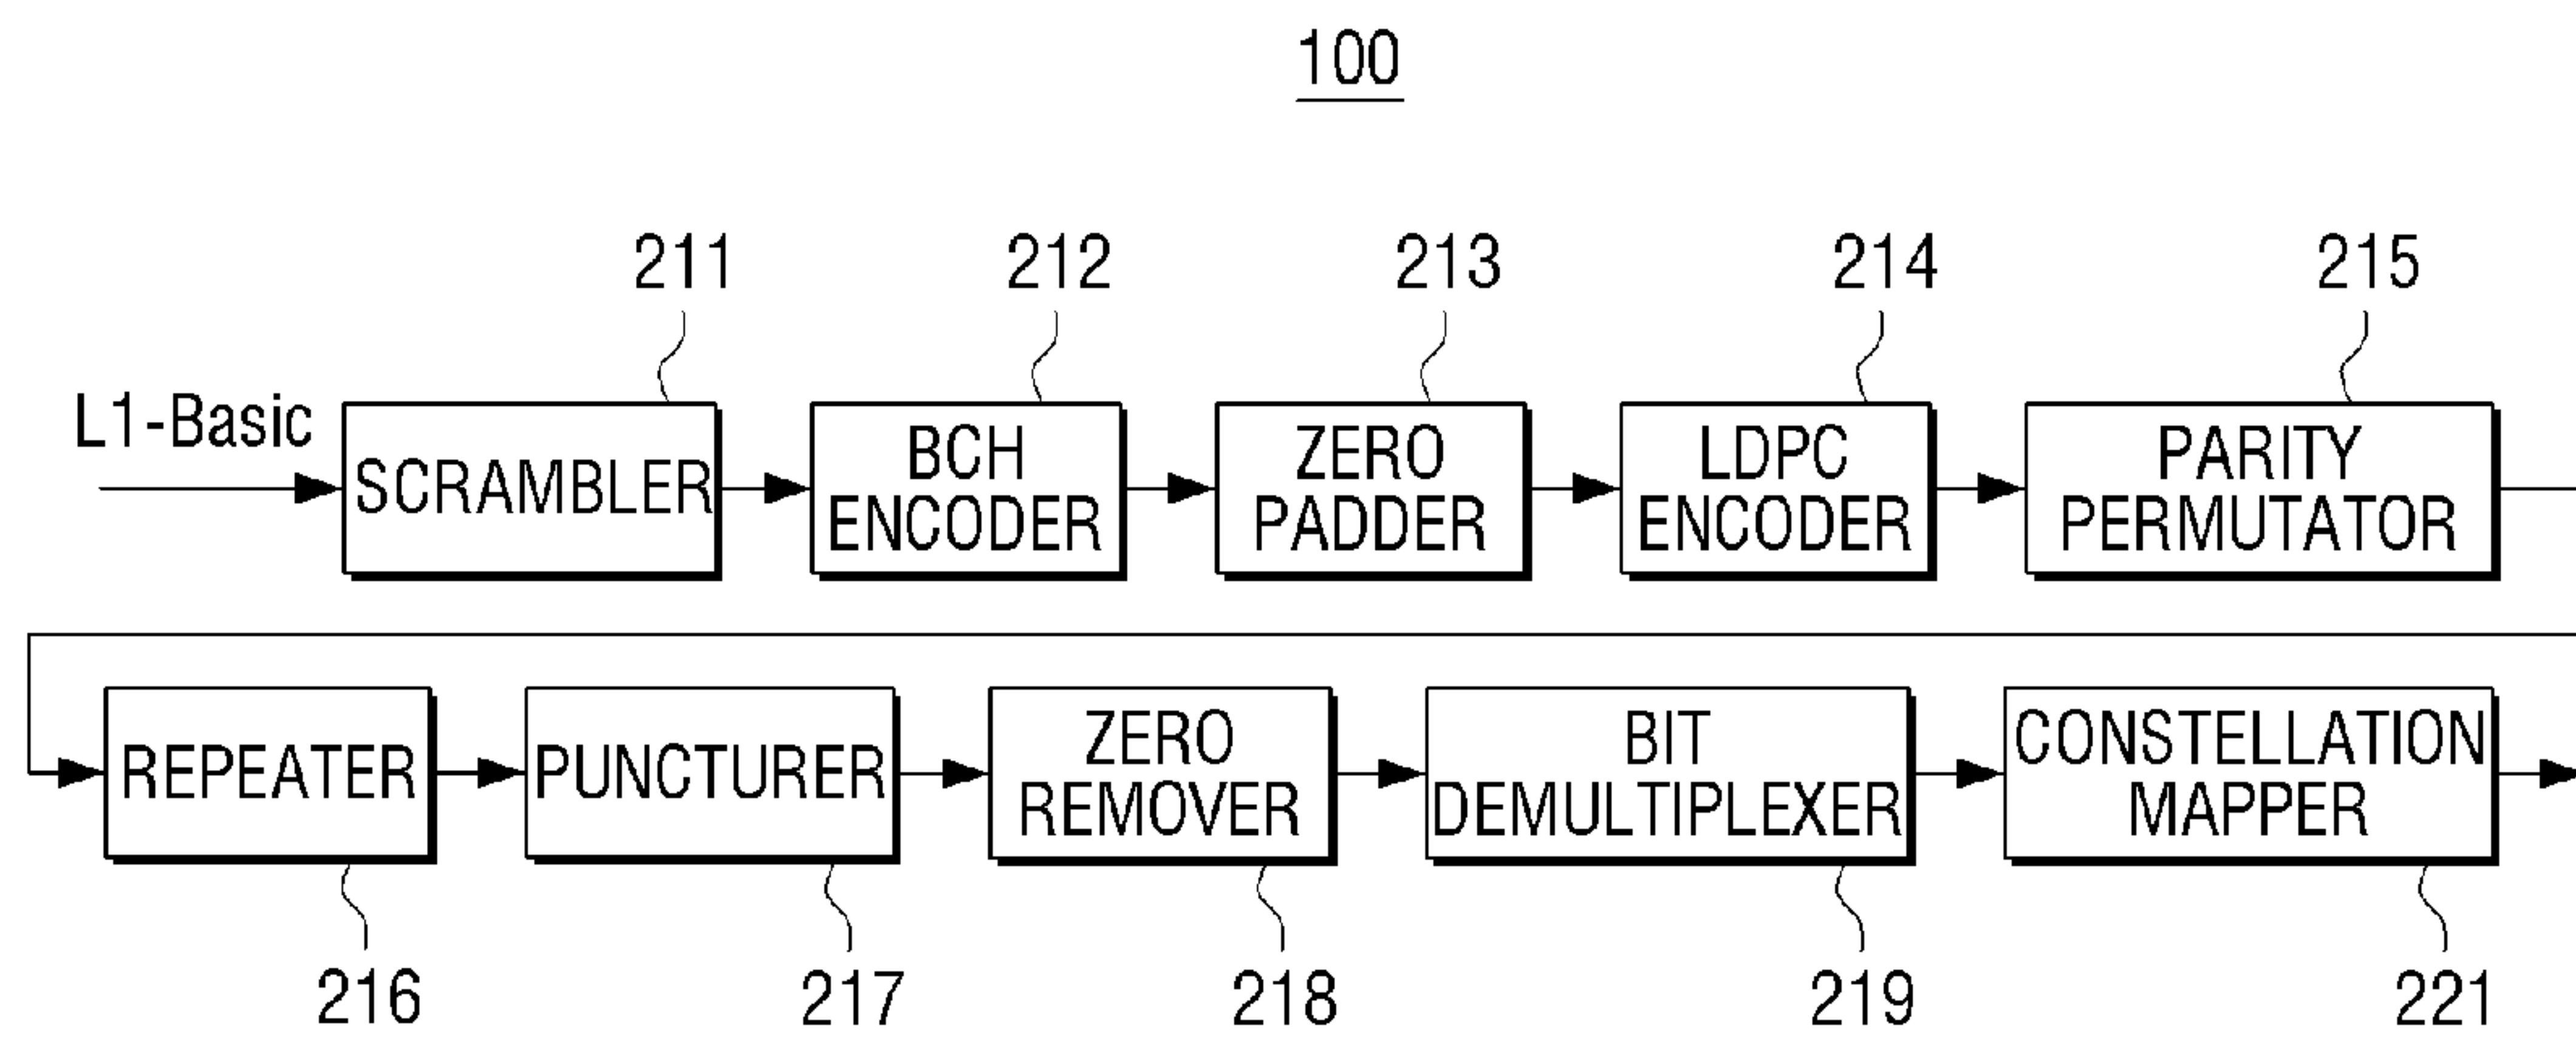 100
211
212
213
214
215
L1-Basic
SCRAMBLER
BCH
ENCODER
ZERO
PADDER
LDPC
ENCODER
PARITY
PERMUTATOR
REPEATER
PUNCTURER
ZERO
REMOVER
BIT
DEMULTIPLEXER
CONSTELLATION
MAPPER
216
217
218
219
221